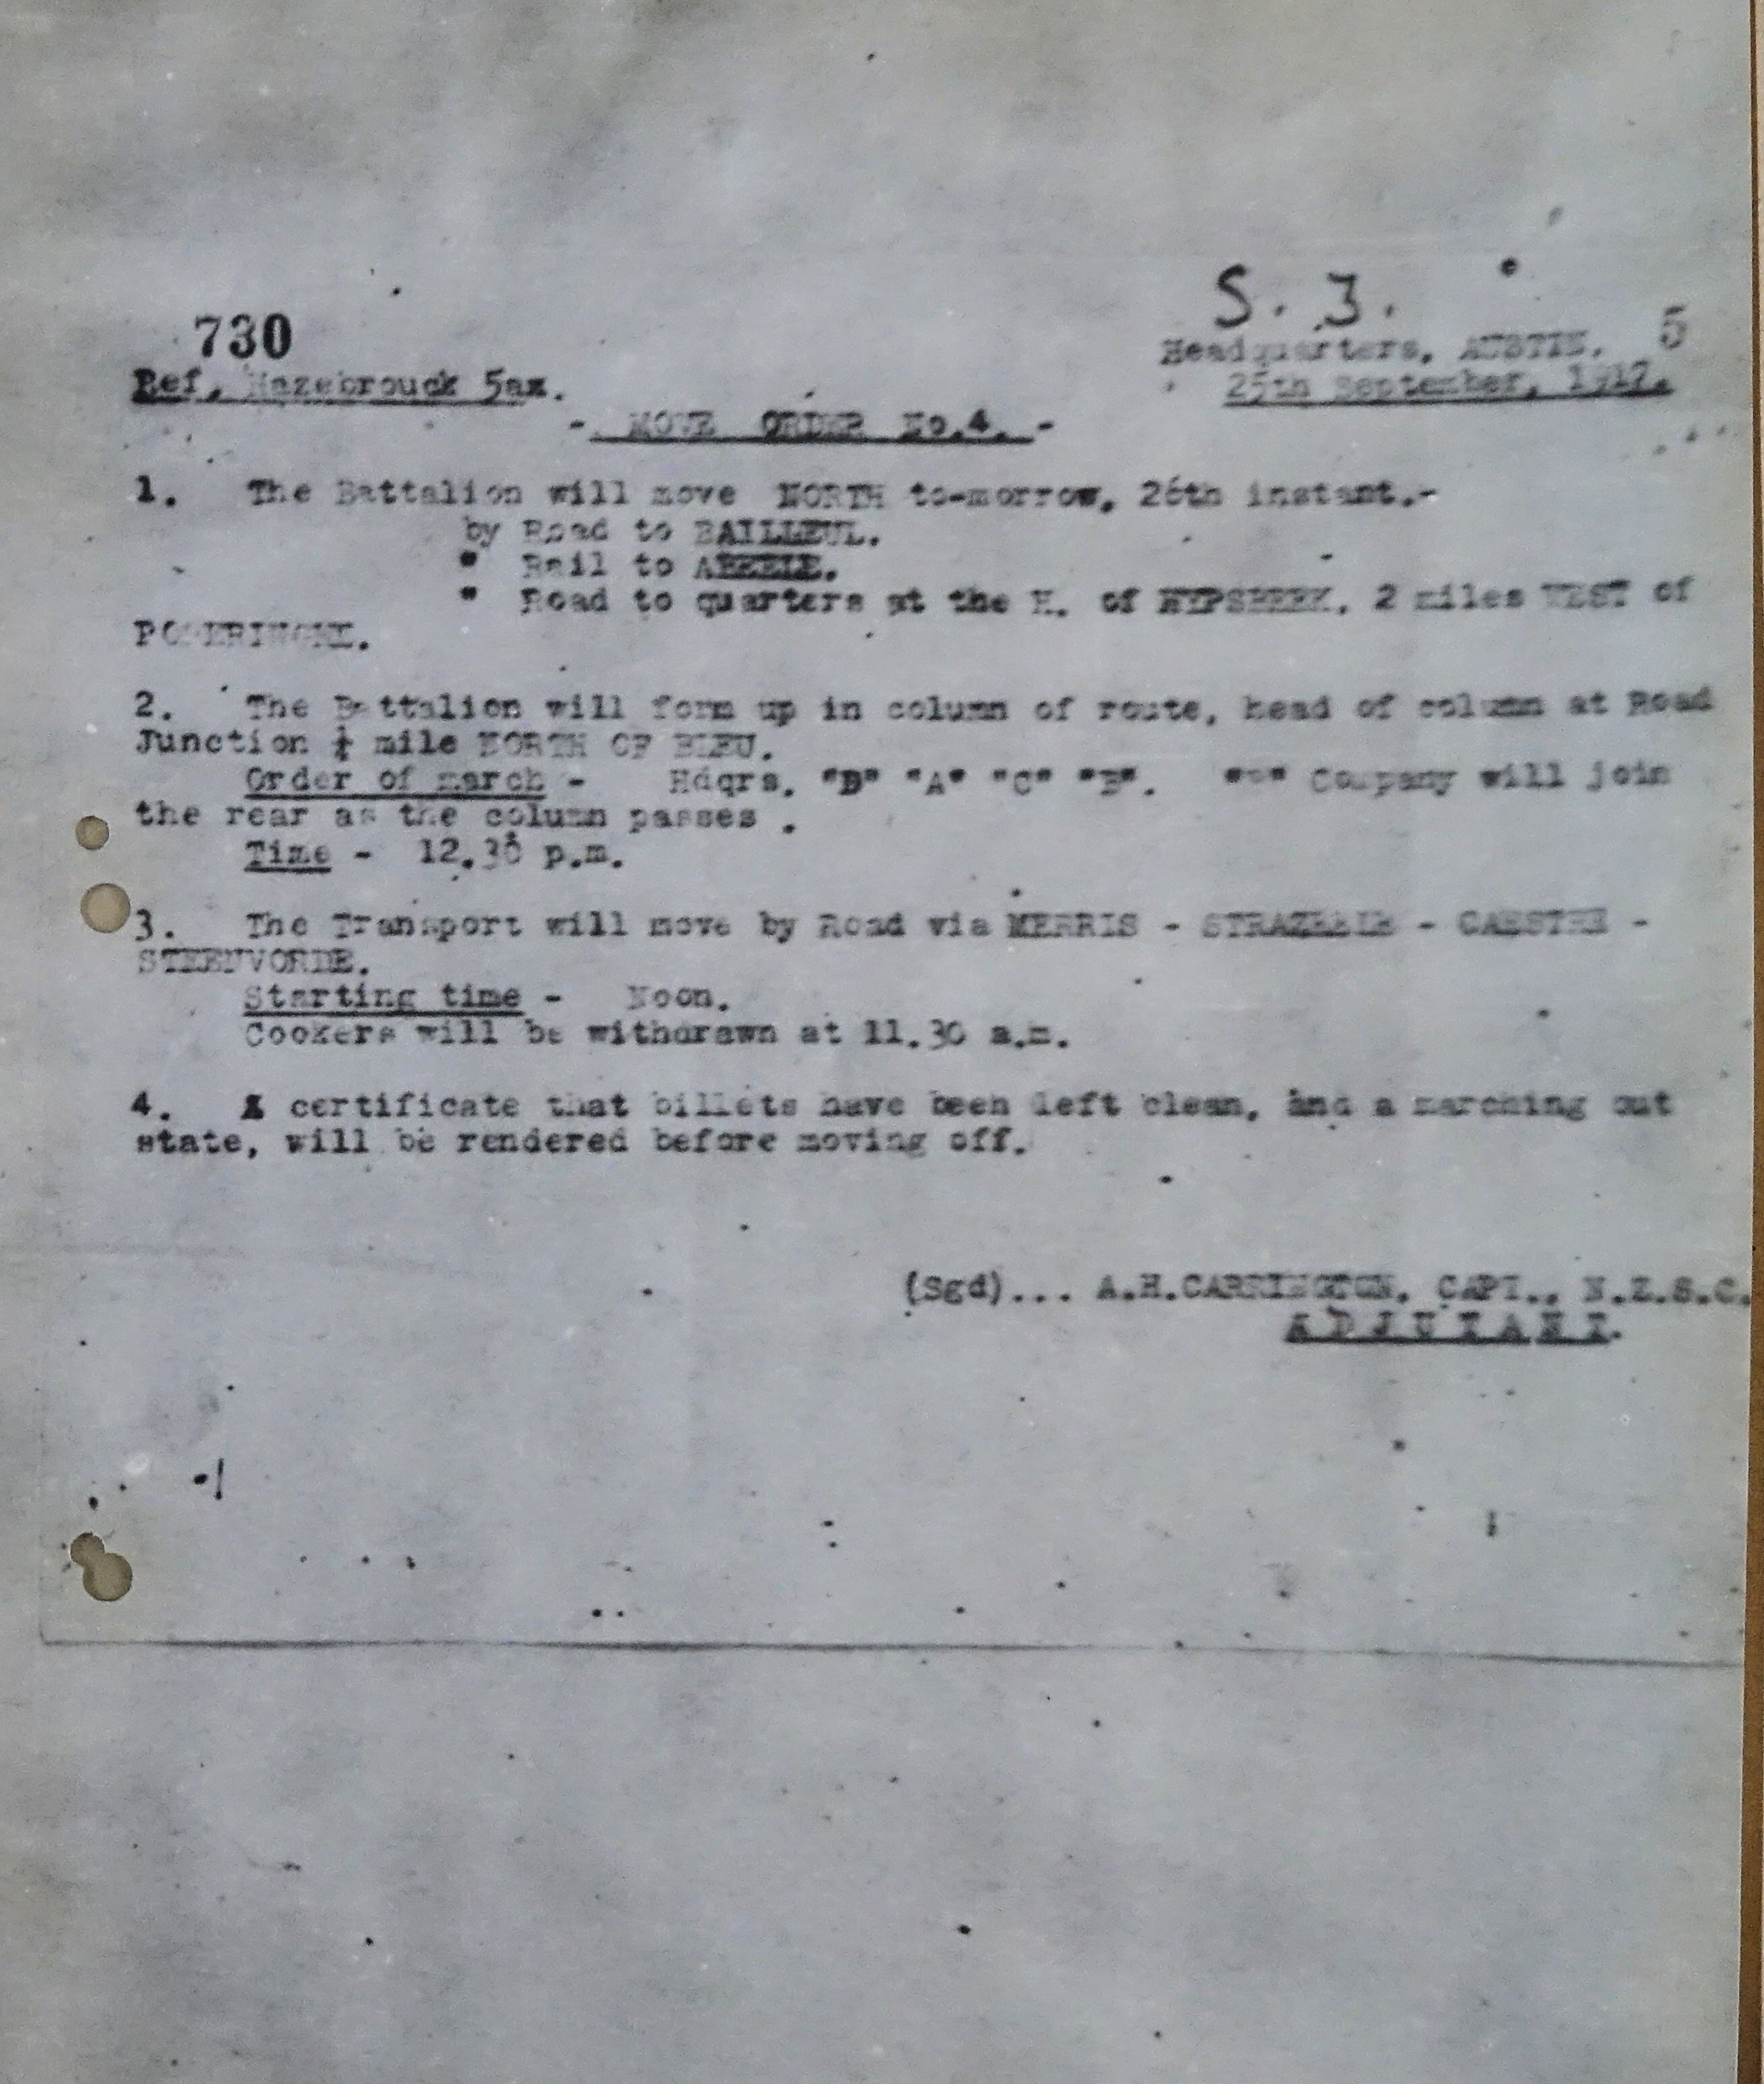 S. 3.
730
Headquarters, AUSTIN. 5
Ref, Hazebrouck 5ax.
25th September, 1917.
- MOVE ORDER No.4. -
1. The Battalion will move NORTH to-morrow, 26th instant.-
by Road to BAILLEUL.
" Rail to ABEELE.
" Road to quarters at the of 2 miles WEST of
POPERINGHE.
2. The Battalion will form up in column of route, head of column at Road
Junction mile NORTH OF BLEU.
Order of march - Hdqrs. "D" "A" "C" Company will join
the rear as the column passes .
Time - 12.30 p.m.
3. The Transport will move by Road via MERRIS - STRAZEELE - CAESTRE -
STEENVORDE.
Starting time - Noon.
Cookers will be withdrawn at 11.30 a.m.
4. A certificate that billets have been left clean, and a marching out
state, will be rendered before moving off.
(Sgd)... A.H.CARRINGTON. CAPT., N.Z.S.C.
ADJUTANT.